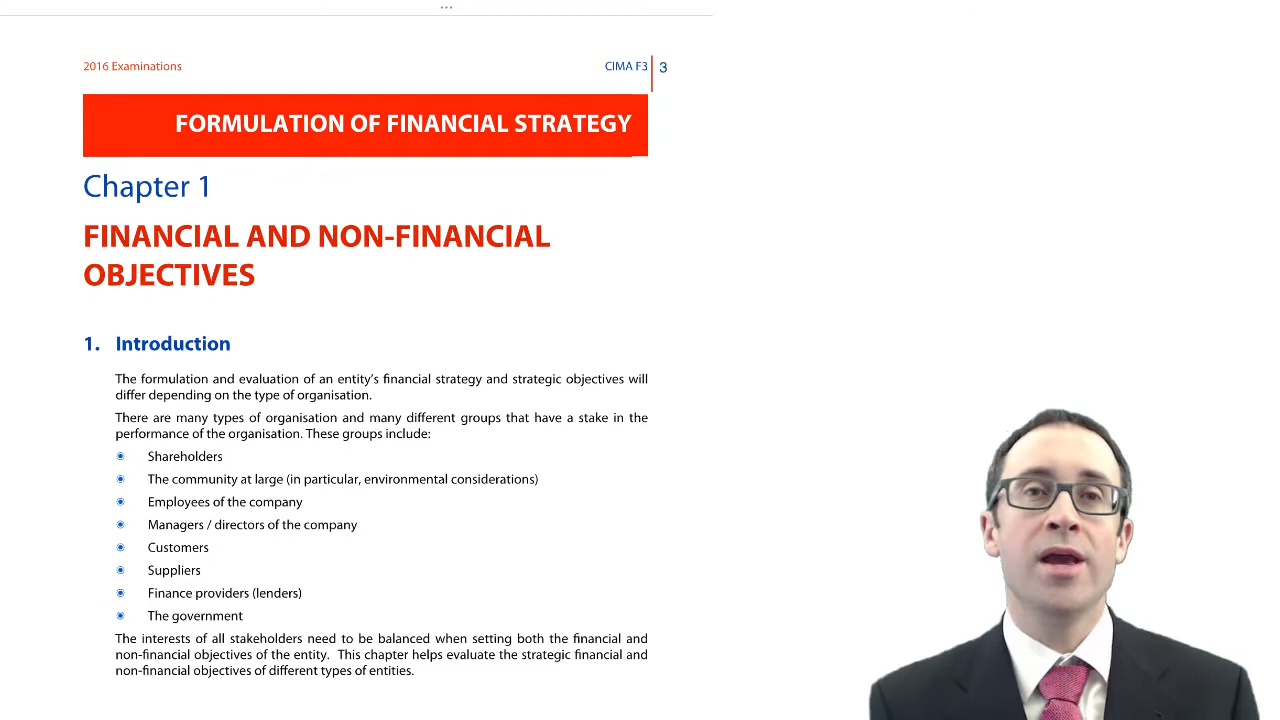 2016 Examinations
CIMA F3
3
FORMULATION OF FINANCIAL STRATEGY
Chapter 1
FINANCIAL AND NON-FINANCIAL
OBJECTIVES
1. Introduction
The formulation and evaluation of an entity's financial strategy and strategic objectives will
differ depending on the type of organisation.
There are many types of organisation and many different groups that have a stake in the
performance of the organisation. These groups include:
Shareholders
The community at large (in particular, environmental considerations)
Employees of the company
Managers / directors of the company
Customers
Suppliers
Finance providers (lenders)
The government
The interests of all stakeholders need to be balanced when setting both the financial and
non-financial objectives of the entity. This chapter helps evaluate the strategic financial and
non-financial objectives of different types of entities.